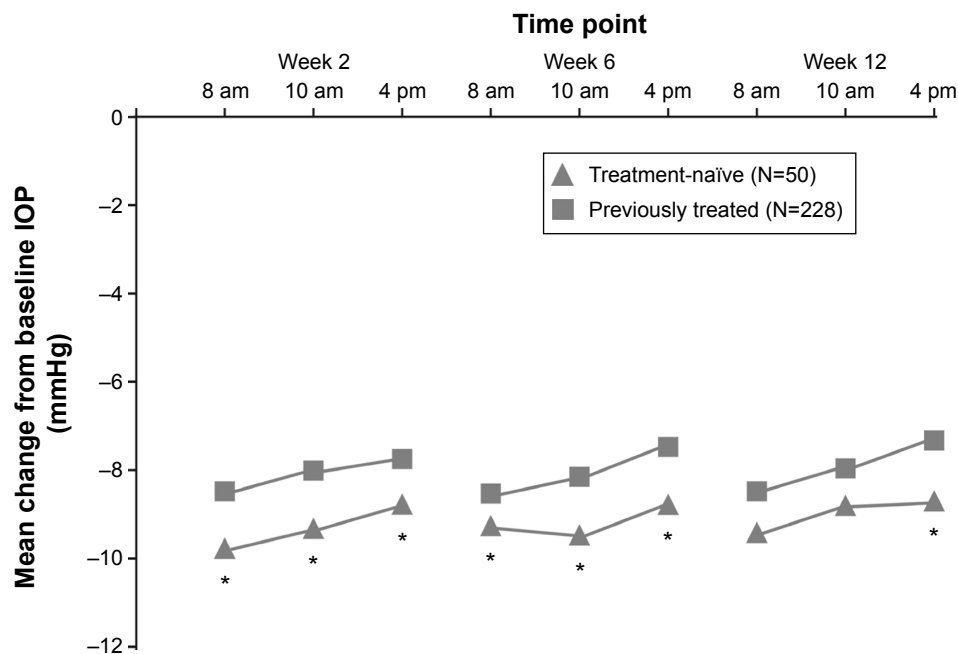 Time point
Week 2 Week 6 Week 12
8 am 10 am 4 pm 8 am 10 am 4 pm 8 am 10 am 4 pm
0
Treatment-naïve (N=50)
–2
Previously treated (N=228)
–4
Mean change from baseline IOP
(mmHg)
–6
–8
–10
* * * * * * *
–12